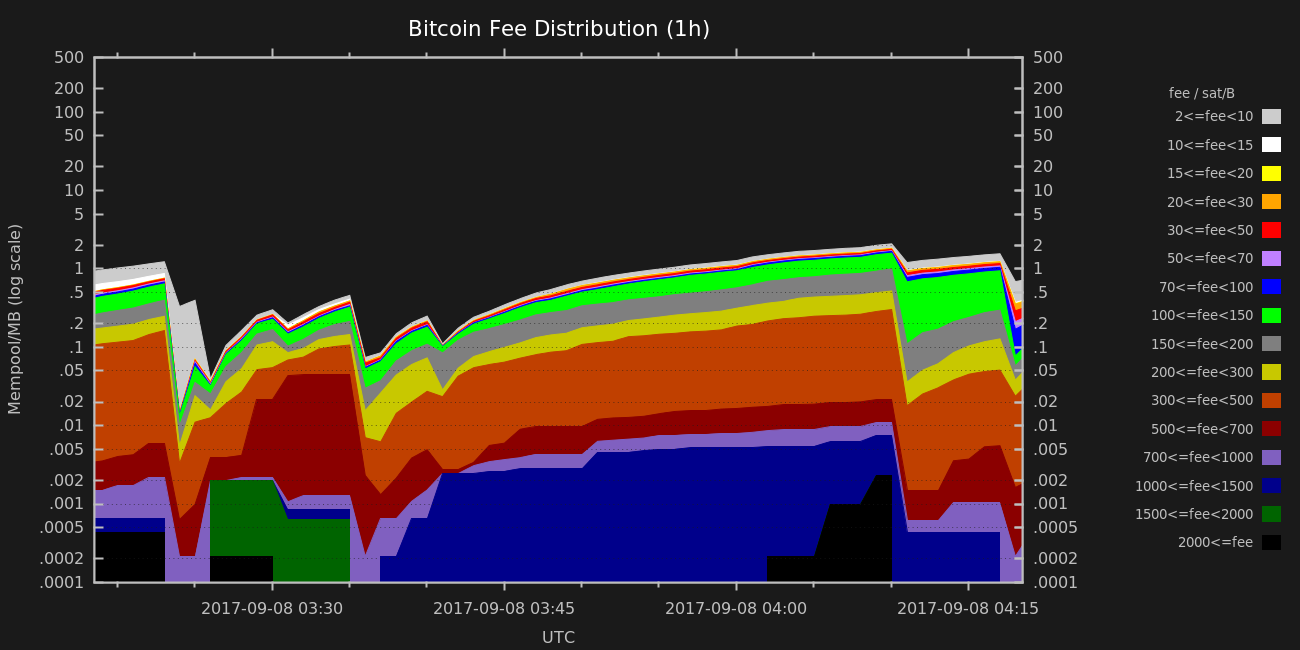 Bitcoin Fee Distribution (1h)
Mempool/MB (log scale)
500
200
100
50
20
10
5
2
1
.5
.2
.1
.05
.02
.01
.005
.002
.001
.0005
.0002
.0001
500
200
100
50
20
10
5
2
1
.5
.2
.1
.05
.02
.01
.005
.002
.001
.0005
.0002
.0001
2017-09-08 03:30
2017-09-08 03:45
2017-09-08 04:00
2017-09-08 04:15
UTC
fee / sat/B
2<=fee<10
10<=fee<15
15<=fee<20
20<=fee<30
30<=fee<50
50<=fee<70
70<=fee<100
100<=fee<150
150<=fee<200
200<=fee<300
300<=fee<500
500<=fee<700
700<=fee<1000
1000<=fee<1500
1500<=fee<2000
2000<=fee